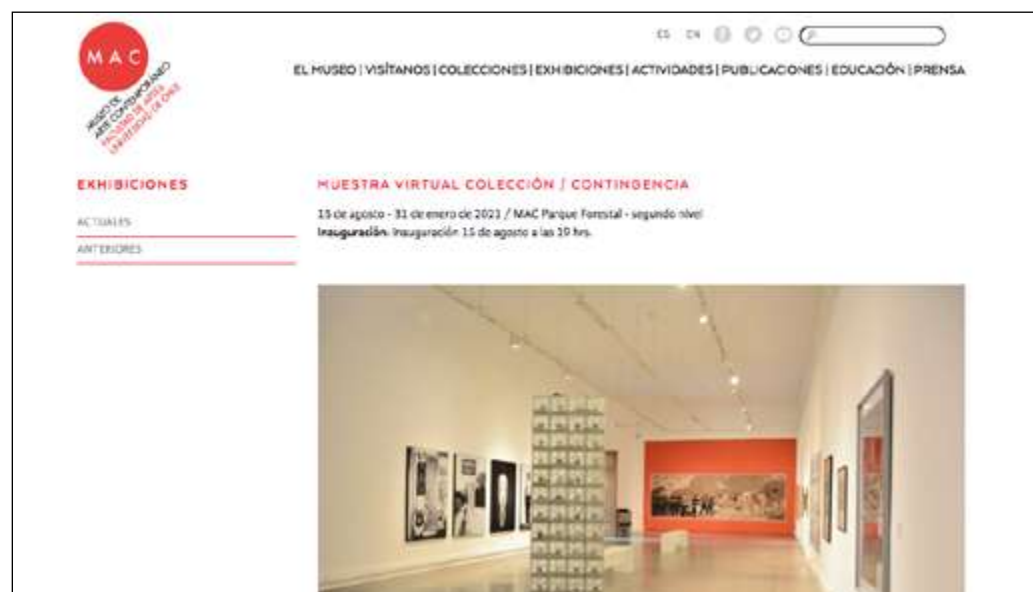 MAC
MUSEO DE
ARTE CONTEMPORÁNEO
FACULTAD DE ARTES
UNIVERSIDAD DE CHILE
ES EN
EL MUSEO | VISÍTANOS | COLECCIONES | EXHIBICIONES | ACTIVIDADES | PUBLICACIONES | EDUCACIÓN | PRENSA
EXHIBICIONES
ACTUALES
ANTERIORES
MUESTRA VIRTUAL COLECCIÓN / CONTINGENCIA
15 de agosto - 31 de enero de 2021 / MAC Parque Forestal - segundo nivel
Inauguración: Inauguración 15 de agosto a las 19 hrs.